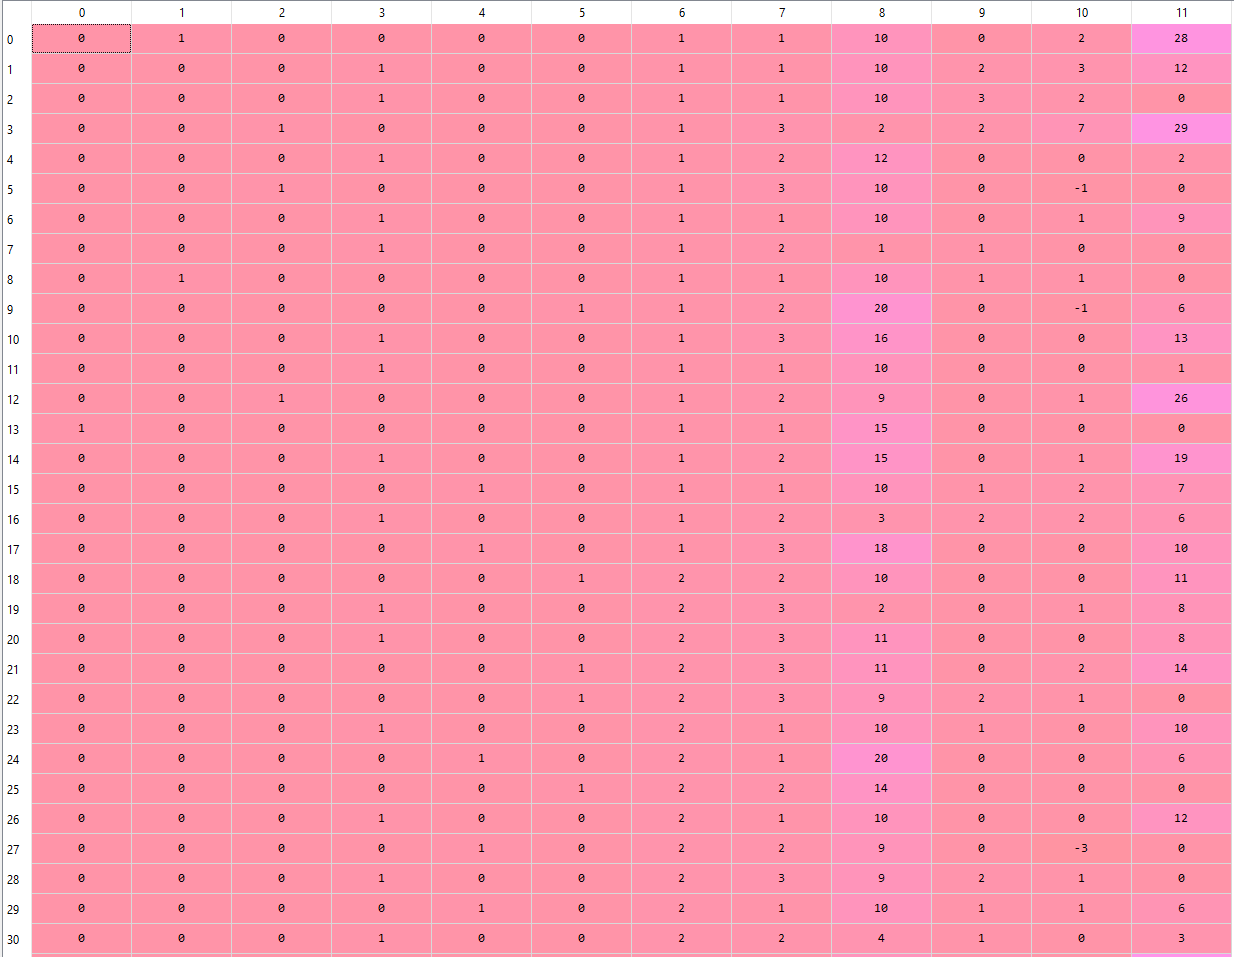 0 1 2 3 4 5 6 7 8 9 10 11
0 0 1 0 0 0 0 1 1 10 0 2 28
1 0 0 0 1 0 0 1 1 10 2 3 12
2 0 0 0 1 0 0 1 1 10 3 2 0
3 0 0 1 0 0 0 1 3 2 2 7 29
4 0 0 0 1 0 0 1 2 12 0 0 2
5 0 0 1 0 0 0 1 3 10 0 -1 0
6 0 0 0 1 0 0 1 1 10 0 1 9
7 0 0 0 1 0 0 1 2 1 1 0 0
8 0 1 0 0 0 0 1 1 10 1 1 0
9 0 0 0 0 0 1 1 2 20 0 -1 6
10 0 0 0 1 0 0 1 3 16 0 0 13
11 0 0 0 1 0 0 1 1 10 0 0 1
12 0 0 1 0 0 0 1 2 9 0 1 26
13 1 0 0 0 0 0 1 1 15 0 0 0
14 0 0 0 1 0 0 1 2 15 0 1 19
15 0 0 0 0 1 0 1 1 10 1 2 7
16 0 0 0 1 0 0 1 2 3 2 2 6
17 0 0 0 0 1 0 1 3 18 0 0 10
18 0 0 0 0 0 1 2 2 10 0 0 11
19 0 0 0 1 0 0 2 3 2 0 1 8
20 0 0 0 1 0 0 2 3 11 0 0 8
21 0 0 0 0 0 1 2 3 11 0 2 14
22 0 0 0 0 0 1 2 3 9 2 1 0
23 0 0 0 1 0 0 2 1 10 1 0 10
24 0 0 0 0 1 0 2 1 20 0 0 6
25 0 0 0 0 0 1 2 2 14 0 0 0
26 0 0 0 1 0 0 2 1 10 0 0 12
27 0 0 0 0 1 0 2 2 9 0 -3 0
28 0 0 0 1 0 0 2 3 9 2 1 0
29 0 0 0 0 1 0 2 1 10 1 1 6
30 0 0 0 1 0 0 2 2 4 1 0 3